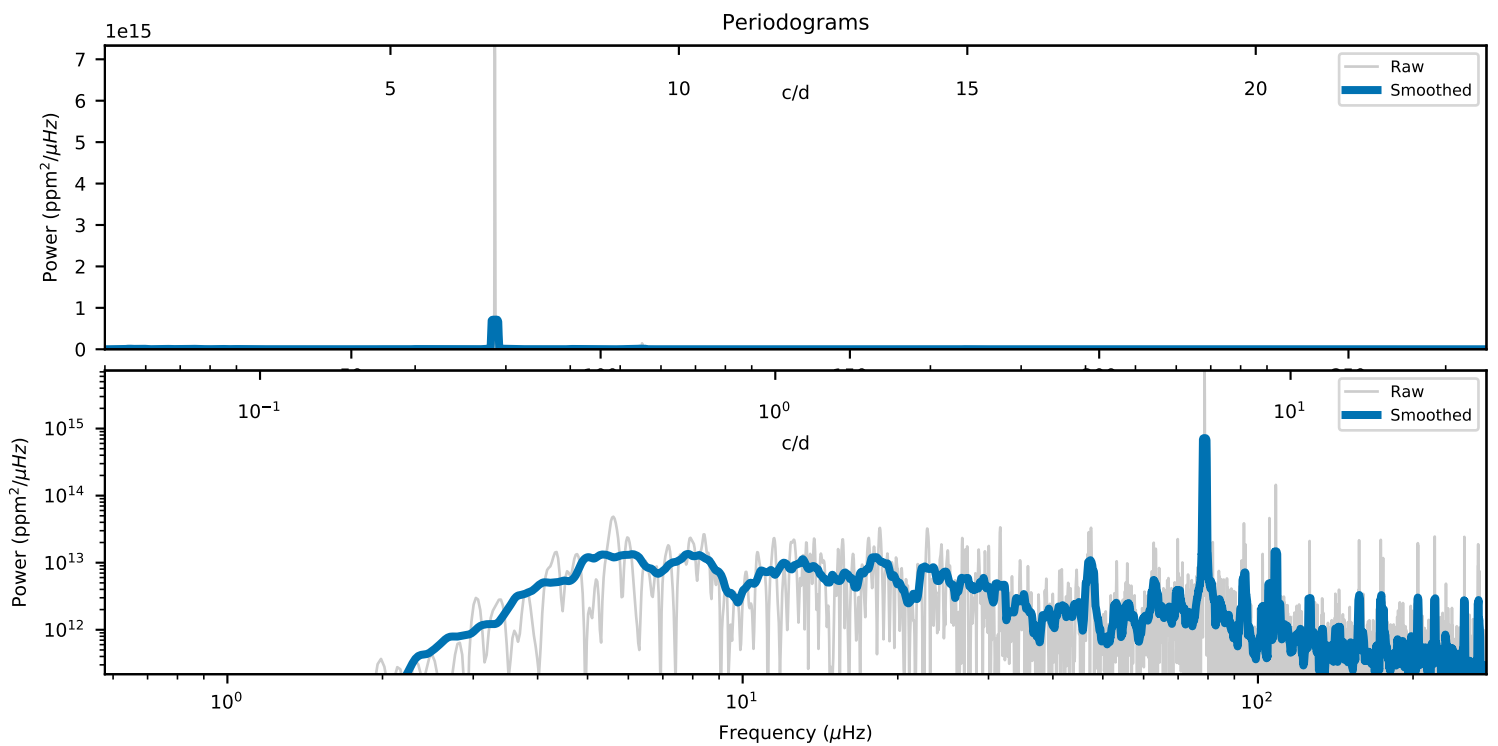 Periodograms
1e15
7
6
5
4
3
2
1
0
Power (ppm²/μHz)
5
10
15
20
c/d
Raw
Smoothed
10⁻¹
10⁰
10¹
c/d
Raw
Smoothed
10¹⁵
10¹⁴
10¹³
10¹²
Power (ppm²/μHz)
10⁰
10¹
10²
Frequency (μHz)